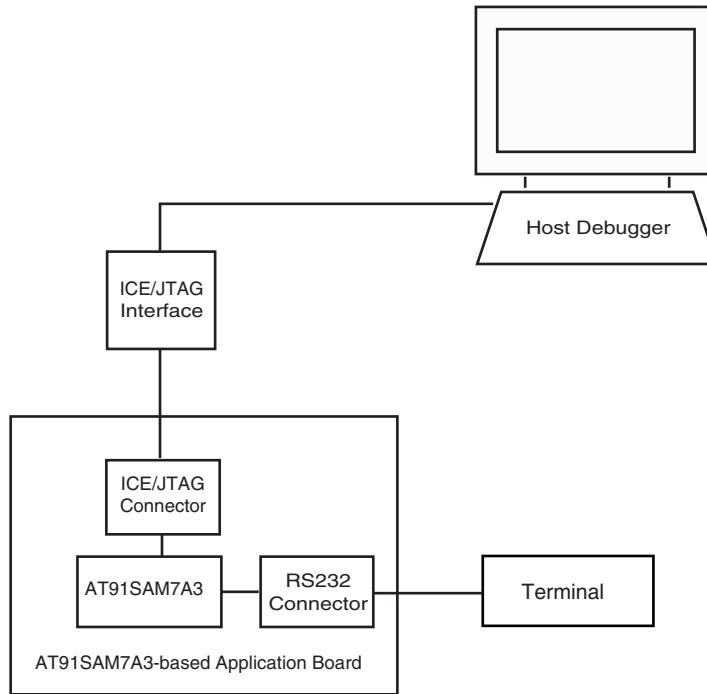 Host Debugger
ICE/JTAG
Interface
ICE/JTAG
Connector
AT91SAM7A3
RS232
Connector
Terminal
AT91SAM7A3-based Application Board